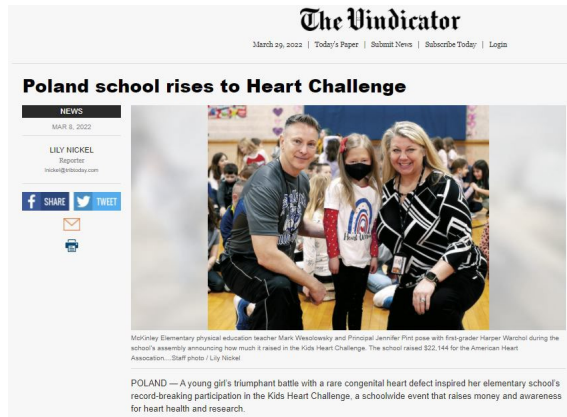 The Vindicator
March 29, 2022 | Today's Paper | Submit News | Subscribe Today | Login
Poland school rises to Heart Challenge
NEWS
MAR 8, 2022
LILY NICKEL
Reporter
lnickel@tribtoday.com
SHARE
TWEET
McKinley Elementary physical education teacher Mark Wesolowsky and Principal Jennifer Pint pose with first-grader Harper Warchol during the
school's assembly announcing how much it raised in the Kids Heart Challenge. The school raised $22,144 for the American Heart
Assocation....Staff photo / Lily Nickel
POLAND — A young girl's triumphant battle with a rare congenital heart defect inspired her elementary school's
record-breaking participation in the Kids Heart Challenge, a schoolwide event that raises money and awareness
for heart health and research.